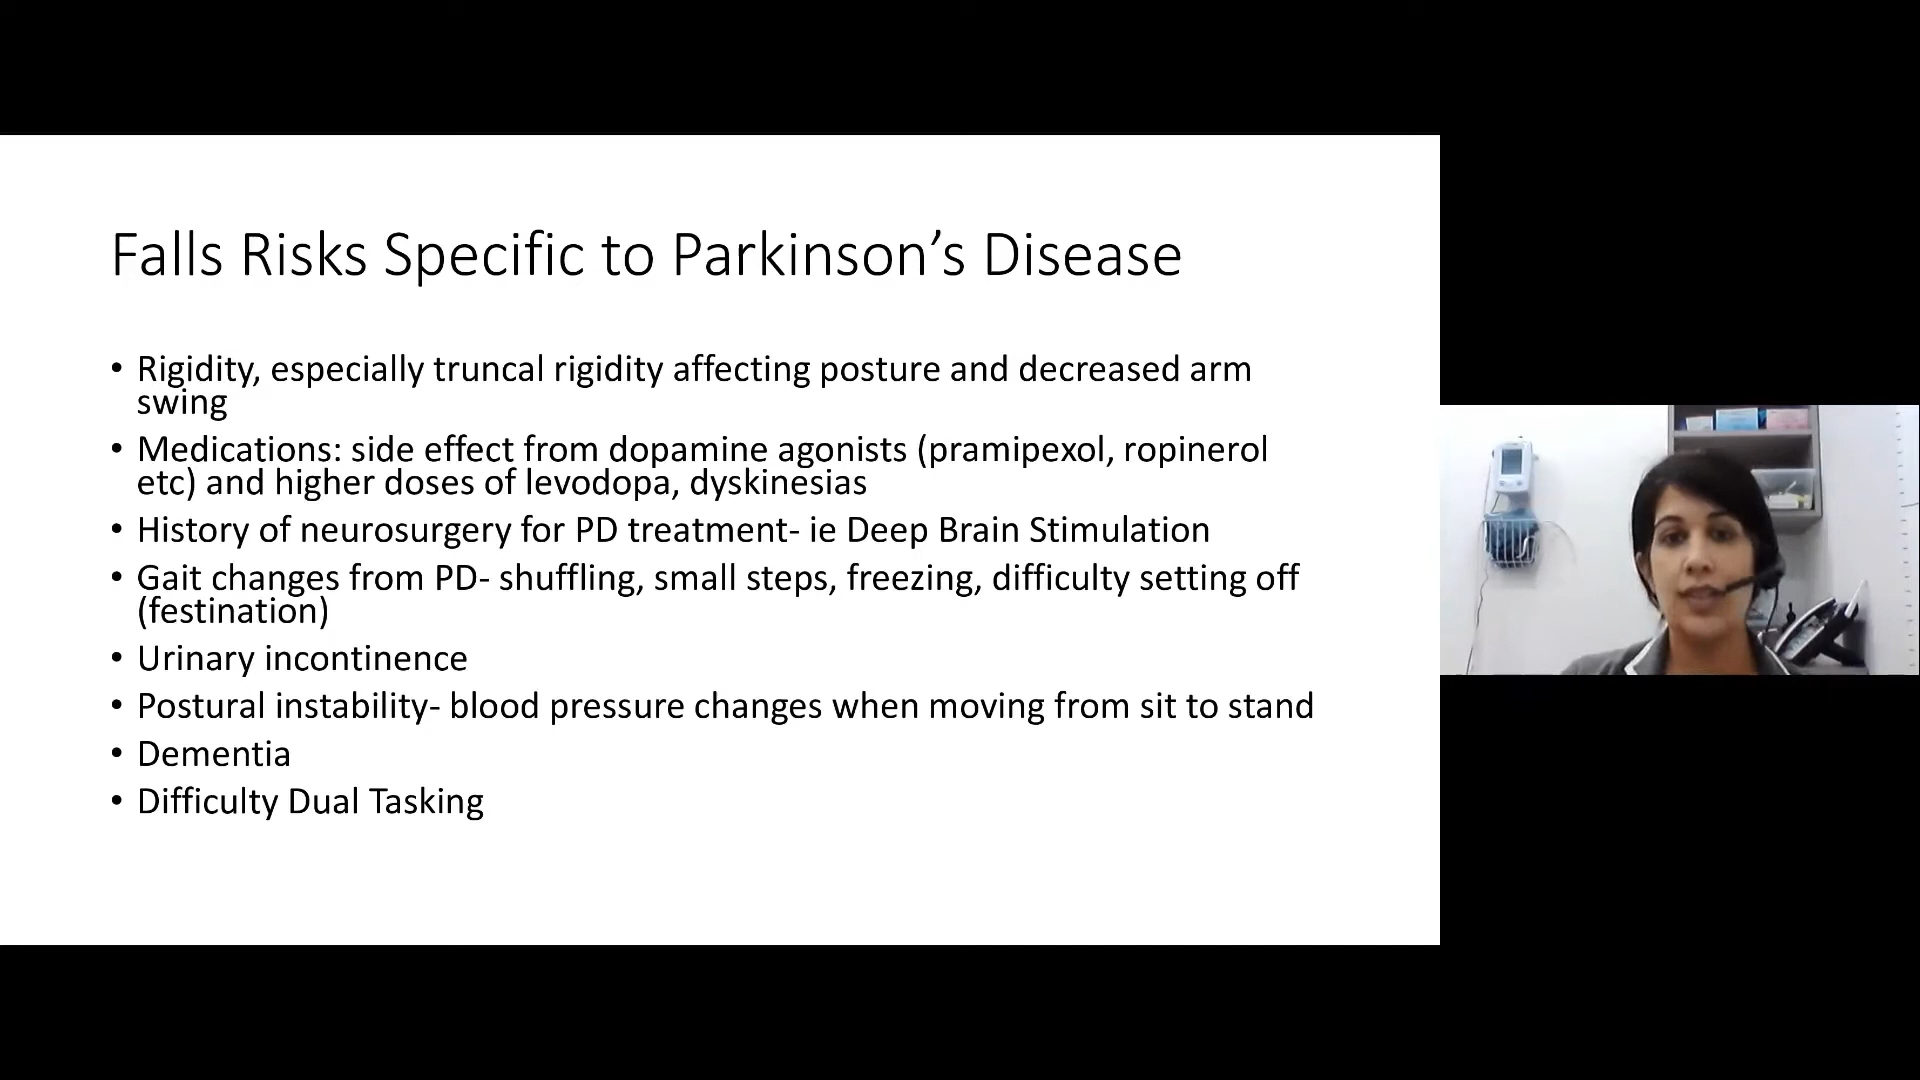 Falls Risks Specific to Parkinson’s Disease
• Rigidity, especially truncal rigidity affecting posture and decreased arm
swing
• Medications: side effect from dopamine agonists (pramipexol, ropinerol
etc) and higher doses of levodopa, dyskinesias
• History of neurosurgery for PD treatment- ie Deep Brain Stimulation
• Gait changes from PD- shuffling, small steps, freezing, difficulty setting off
(festination)
• Urinary incontinence
• Postural instability- blood pressure changes when moving from sit to stand
• Dementia
• Difficulty Dual Tasking